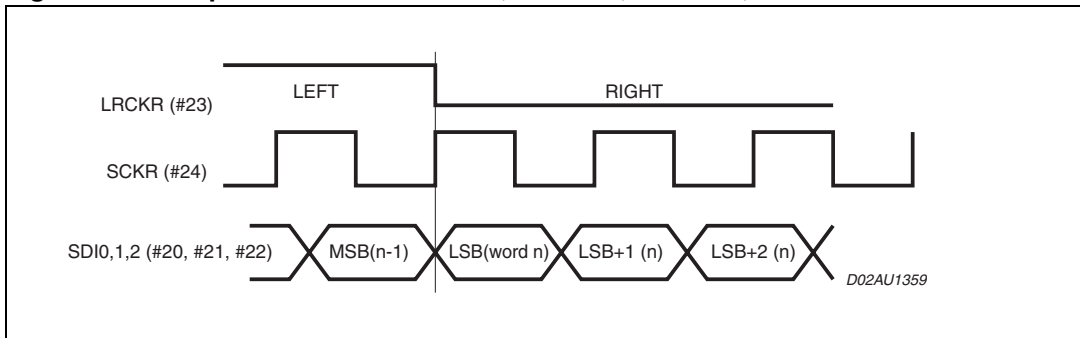 LEFT
RIGHT
LRCKR (#23)
SCKR (#24)
SDI0,1,2 (#20, #21, #22)
MSB(n-1)
LSB(word n)
LSB+1 (n)
LSB+2 (n)
D02AU1359